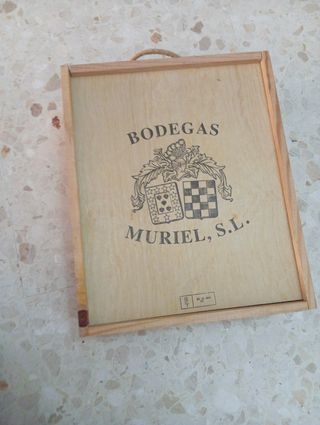 BODEGAS
MURIEL, S.L.